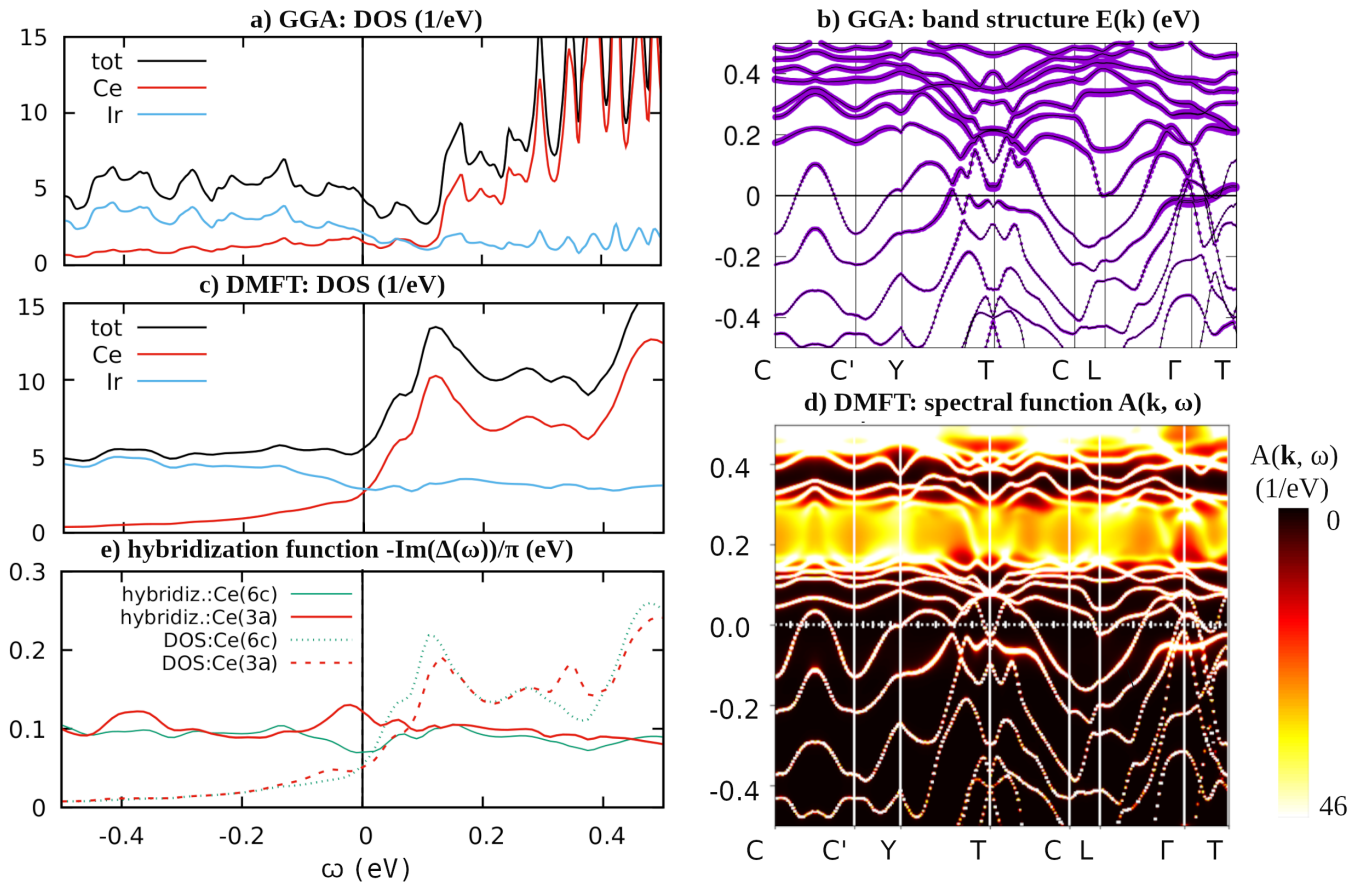 a) GGA: DOS (1/eV)
15
10
5
0
tot
Ce
Ir
b) GGA: band structure E(k) (eV)
0.4
0.2
0
-0.2
-0.4
C C' Y T C L Γ T
c) DMFT: DOS (1/eV)
15
10
5
0
tot
Ce
Ir
d) DMFT: spectral function A(k, ω)
0.4
0.2
0.0
-0.2
-0.4
C C' Y T C L Γ T
A(k, ω)
(1/eV)
0
46
e) hybridization function -Im(Δ(ω))/π (eV)
0.3
0.2
0.1
0
hybridiz.:Ce(6c)
hybridiz.:Ce(3a)
DOS:Ce(6c)
DOS:Ce(3a)
-0.4 -0.2 0 0.2 0.4
ω (eV)